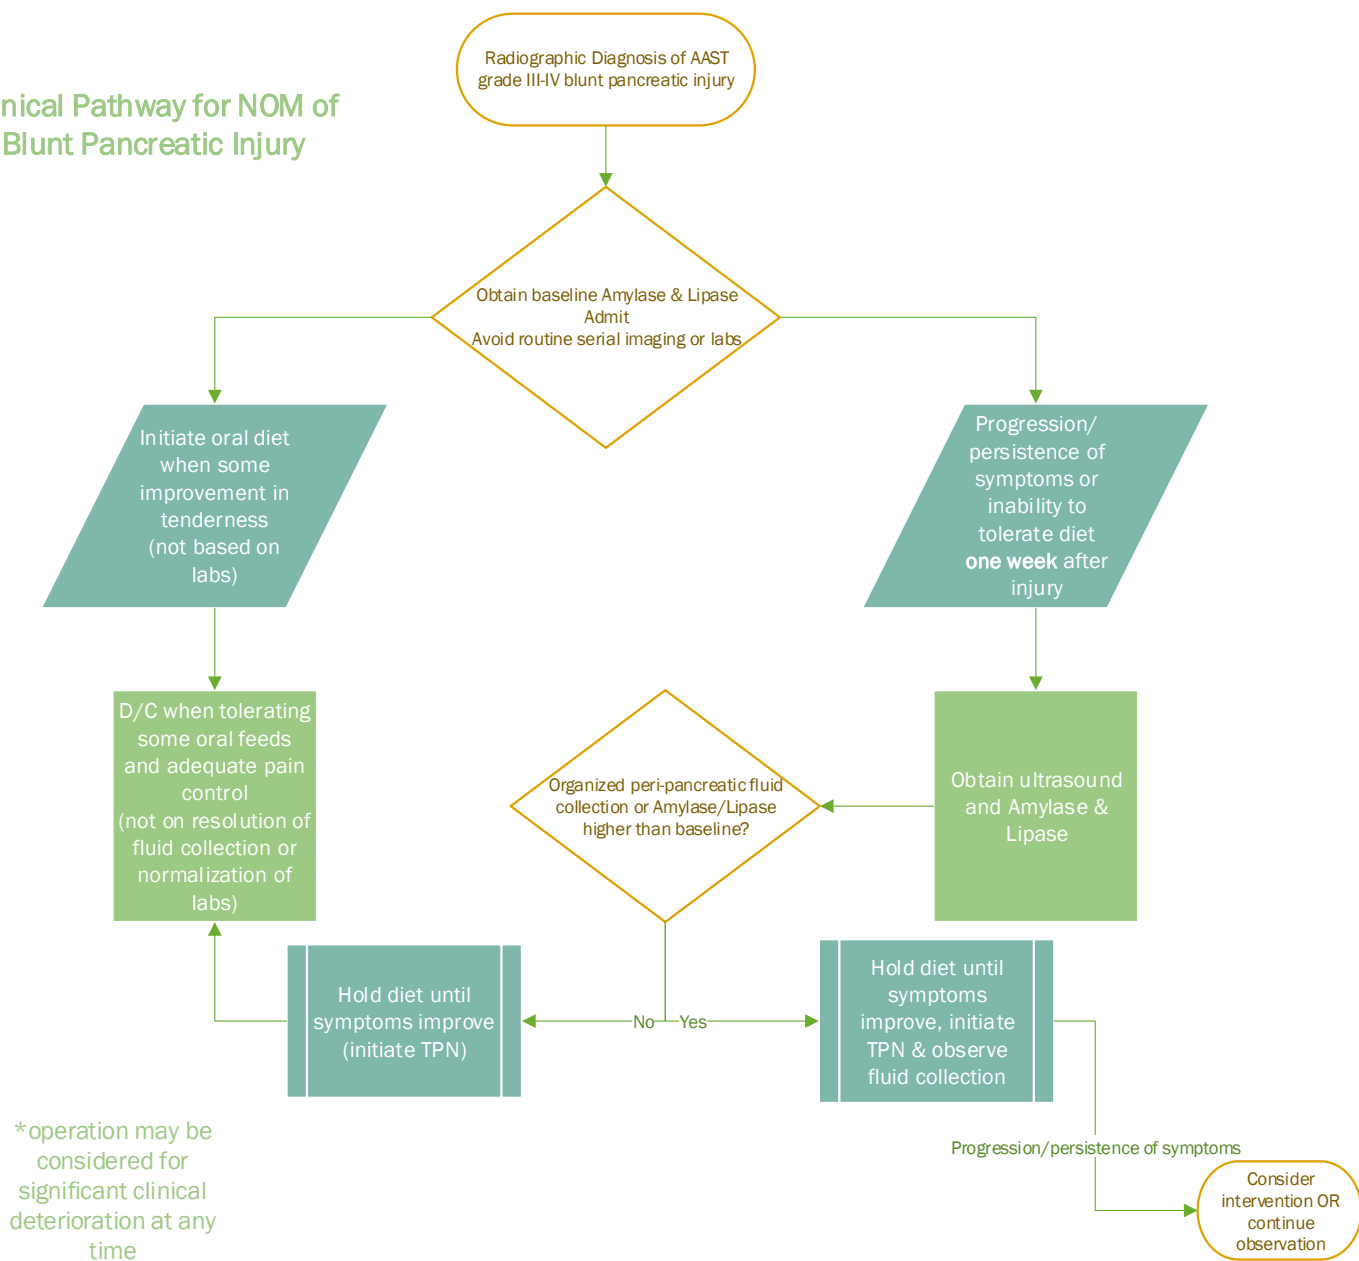 Radiographic Diagnosis of AAST
grade III-IV blunt pancreatic injury
nical Pathway for NOM of
Blunt Pancreatic Injury
Obtain baseline Amylase & Lipase
Admit
Avoid routine serial imaging or labs
Initiate oral diet
when some
improvement in
tenderness
(not based on
labs)
Progression/
persistence of
symptoms or
inability to
tolerate diet
one week after
injury
D/C when tolerating
some oral feeds
and adequate pain
control
(not on resolution of
fluid collection or
normalization of
labs)
Organized peri-pancreatic fluid
collection or Amylase/Lipase
higher than baseline?
Obtain ultrasound
and Amylase &
Lipase
Hold diet until
symptoms improve
(initiate TPN)
No
Yes
Hold diet until
symptoms
improve, initiate
TPN & observe
fluid collection
Progression/persistence of symptoms
Consider
intervention OR
continue
observation
*operation may be
considered for
significant clinical
deterioration at any
time